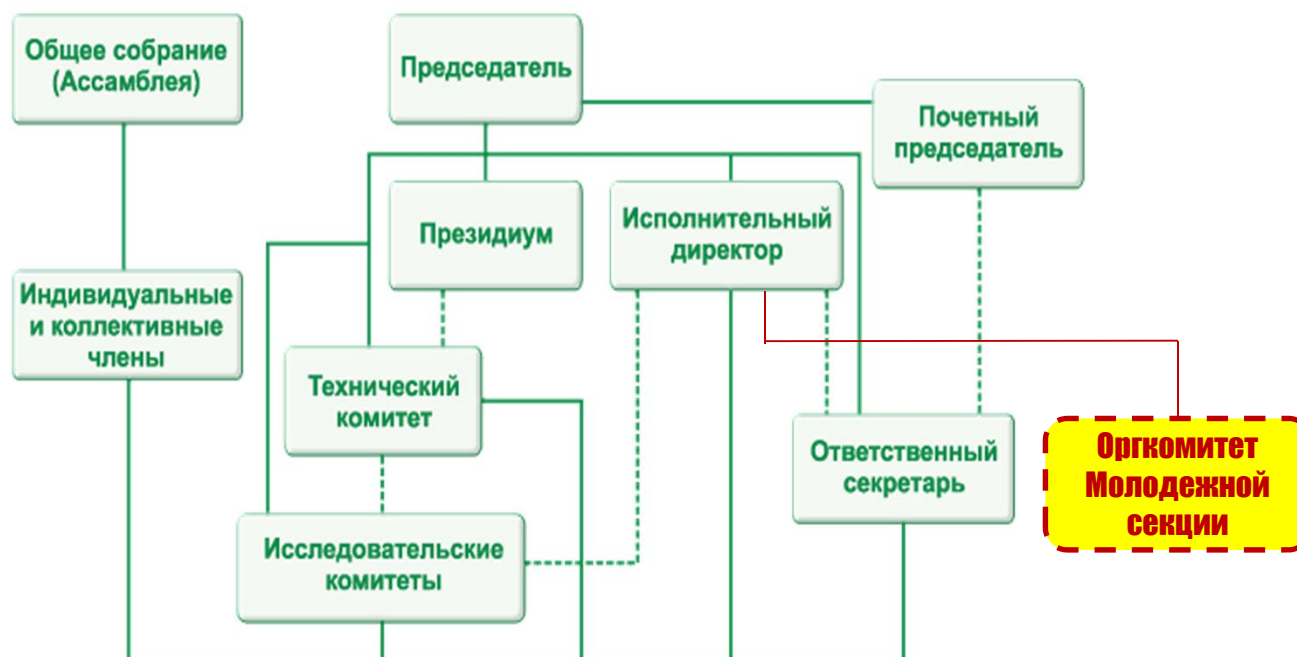 Общее собрание
(Ассамблея)
Председатель
Почетный
председатель
Президиум
Исполнительный
директор
Индивидуальные
и коллективные
члены
Технический
комитет
Ответственный
секретарь
Оргкомитет
Молодежной
секции
Исследовательские
комитеты